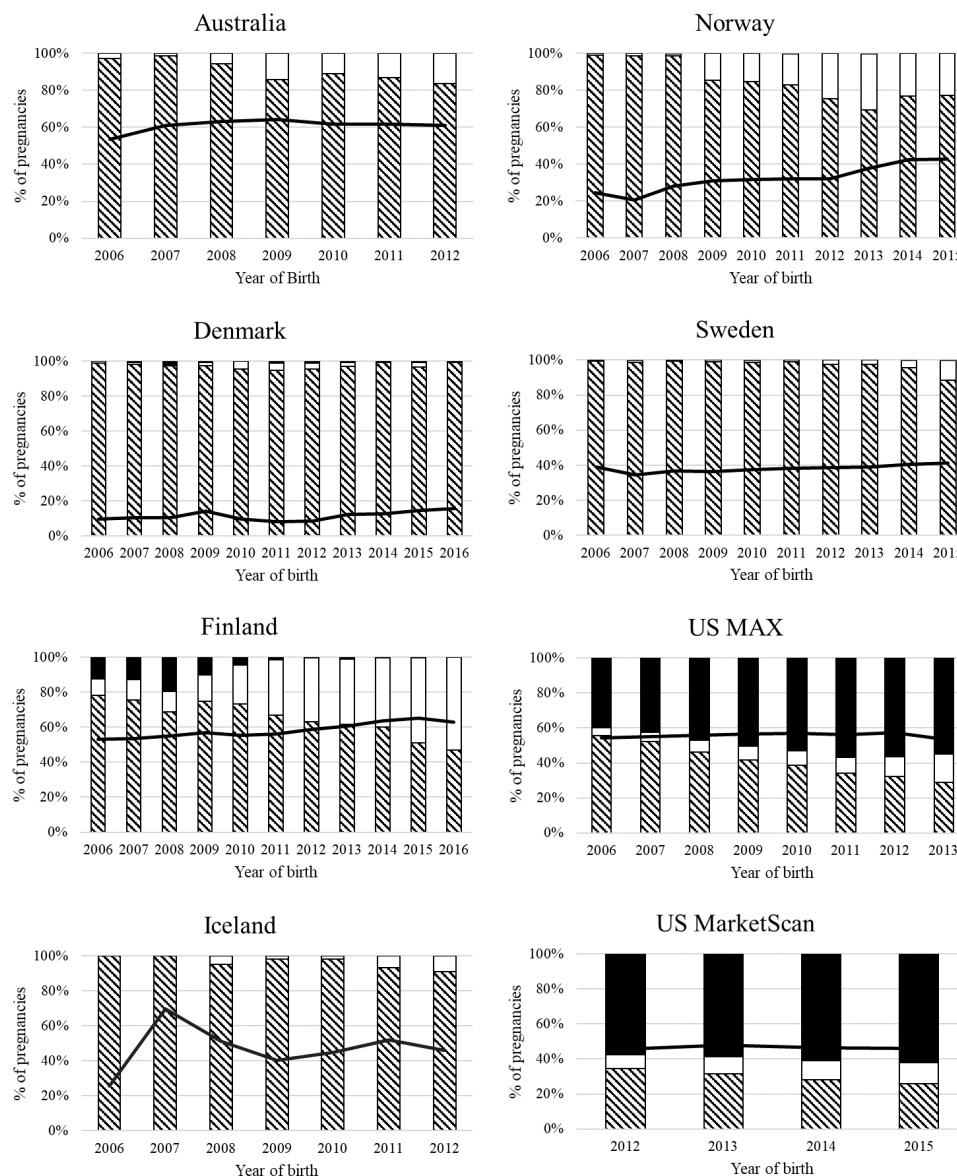 Australia
100%
80%
60%
40%
20%
0%
% of pregnancies
2006 2007 2008 2009 2010 2011 2012
Year of Birth
Norway
100%
80%
60%
40%
20%
0%
% of pregnancies
2006 2007 2008 2009 2010 2011 2012 2013 2014 2015
Year of birth
Denmark
100%
80%
60%
40%
20%
0%
% of pregnancies
2006 2007 2008 2009 2010 2011 2012 2013 2014 2015 2016
Year of birth
Sweden
100%
80%
60%
40%
20%
0%
% of pregnancies
2006 2007 2008 2009 2010 2011 2012 2013 2014 2015
Year of birth
Finland
100%
80%
60%
40%
20%
0%
% of pregnancies
2006 2007 2008 2009 2010 2011 2012 2013 2014 2015 2016
Year of birth
US MAX
100%
80%
60%
40%
20%
0%
% of pregnancies
2006 2007 2008 2009 2010 2011 2012 2013
Year of birth
Iceland
100%
80%
60%
40%
20%
0%
% of pregnancies
2006 2007 2008 2009 2010 2011 2012
Year of birth
US MarketScan
100%
80%
60%
40%
20%
0%
% of pregnancies
2012 2013 2014 2015
Year of birth